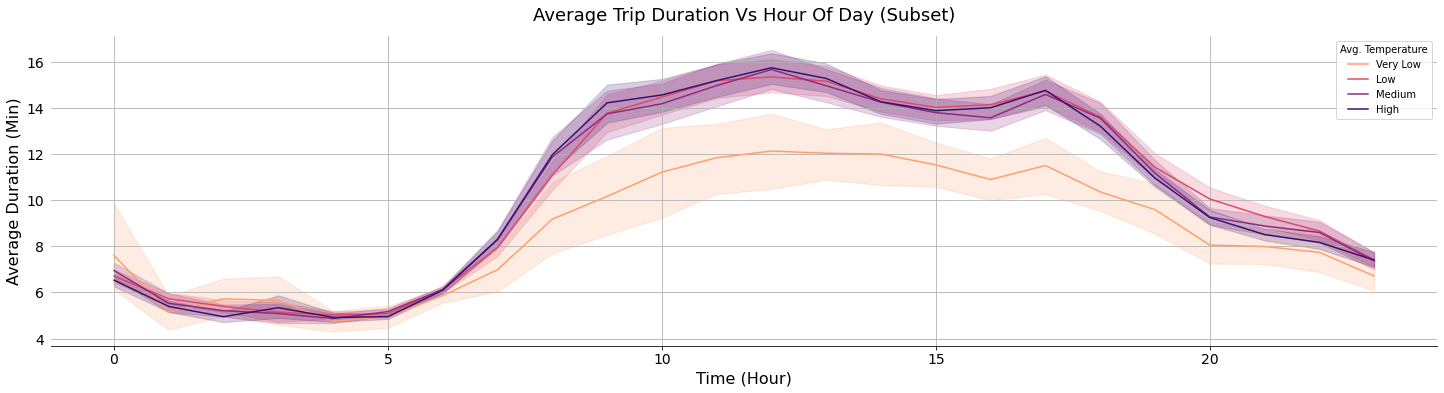 Average Trip Duration Vs Hour Of Day (Subset)
Average Duration (Min)
16
14
12
10
8
6
4
0
5
10
15
20
Time (Hour)
Avg. Temperature
Very Low
Low
Medium
High